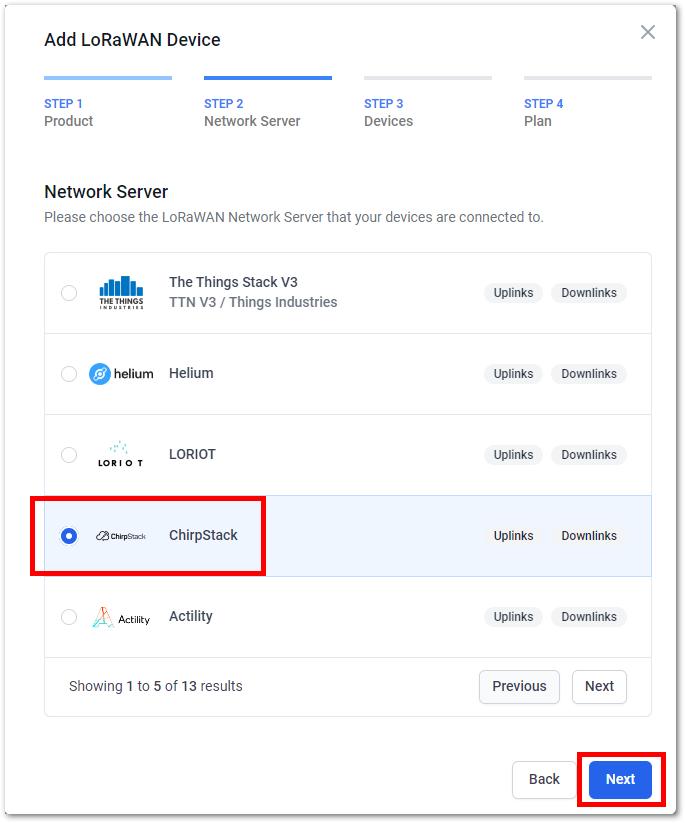 Add LoRaWAN Device
STEP 1
Product
STEP 2
Network Server
STEP 3
Devices
STEP 4
Plan
Network Server
Please choose the LoRaWAN Network Server that your devices are connected to.
THE THINGS
INDUSTRIES
The Things Stack V3
TTN V3 / Things Industries
Uplinks Downlinks
helium Helium Uplinks Downlinks
LORIOT LORIOT Uplinks Downlinks
ChirpStack ChirpStack Uplinks Downlinks
Actility Actility Uplinks Downlinks
Showing 1 to 5 of 13 results Previous Next
Back Next